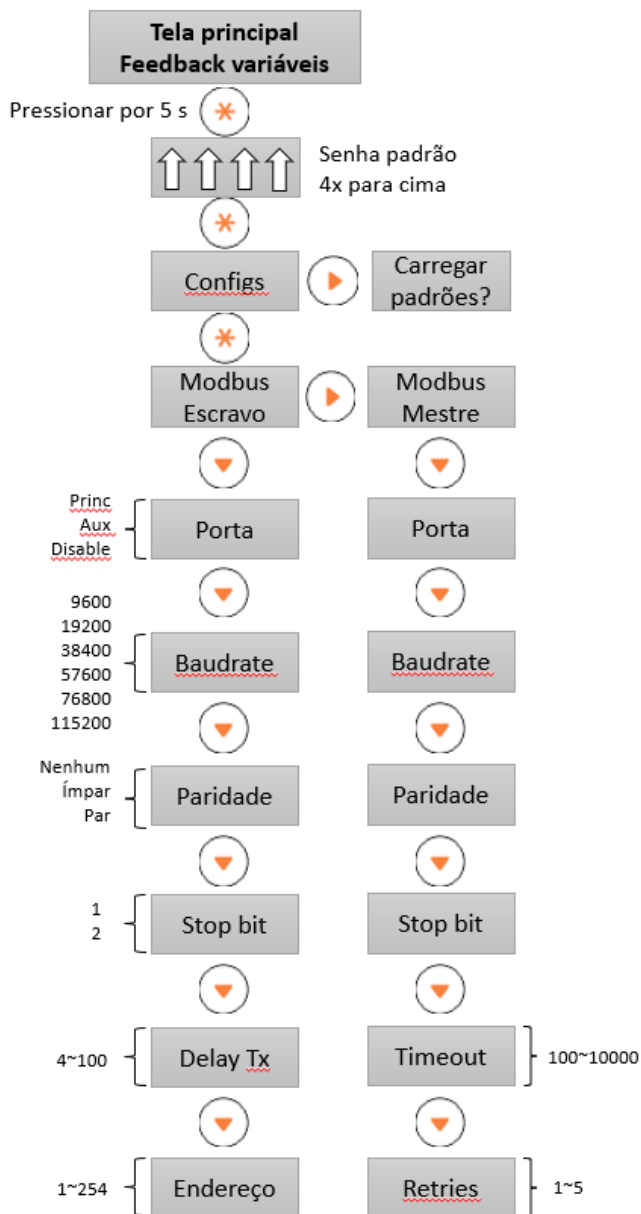 Tela principal
Feedback variáveis
Pressionar por 5 s
Senha padrão
4x para cima
Configs
Carregar
padrões?
Modbus
Escravo
Modbus
Mestre
Princ
Aux
Disable
Porta
Porta
9600
19200
38400
57600
76800
115200
Baudrate
Baudrate
Nenhum
Ímpar
Par
Paridade
Paridade
1
2
Stop bit
Stop bit
4~100
Delay Tx
Timeout
100~10000
1~254
Endereço
Retries
1~5